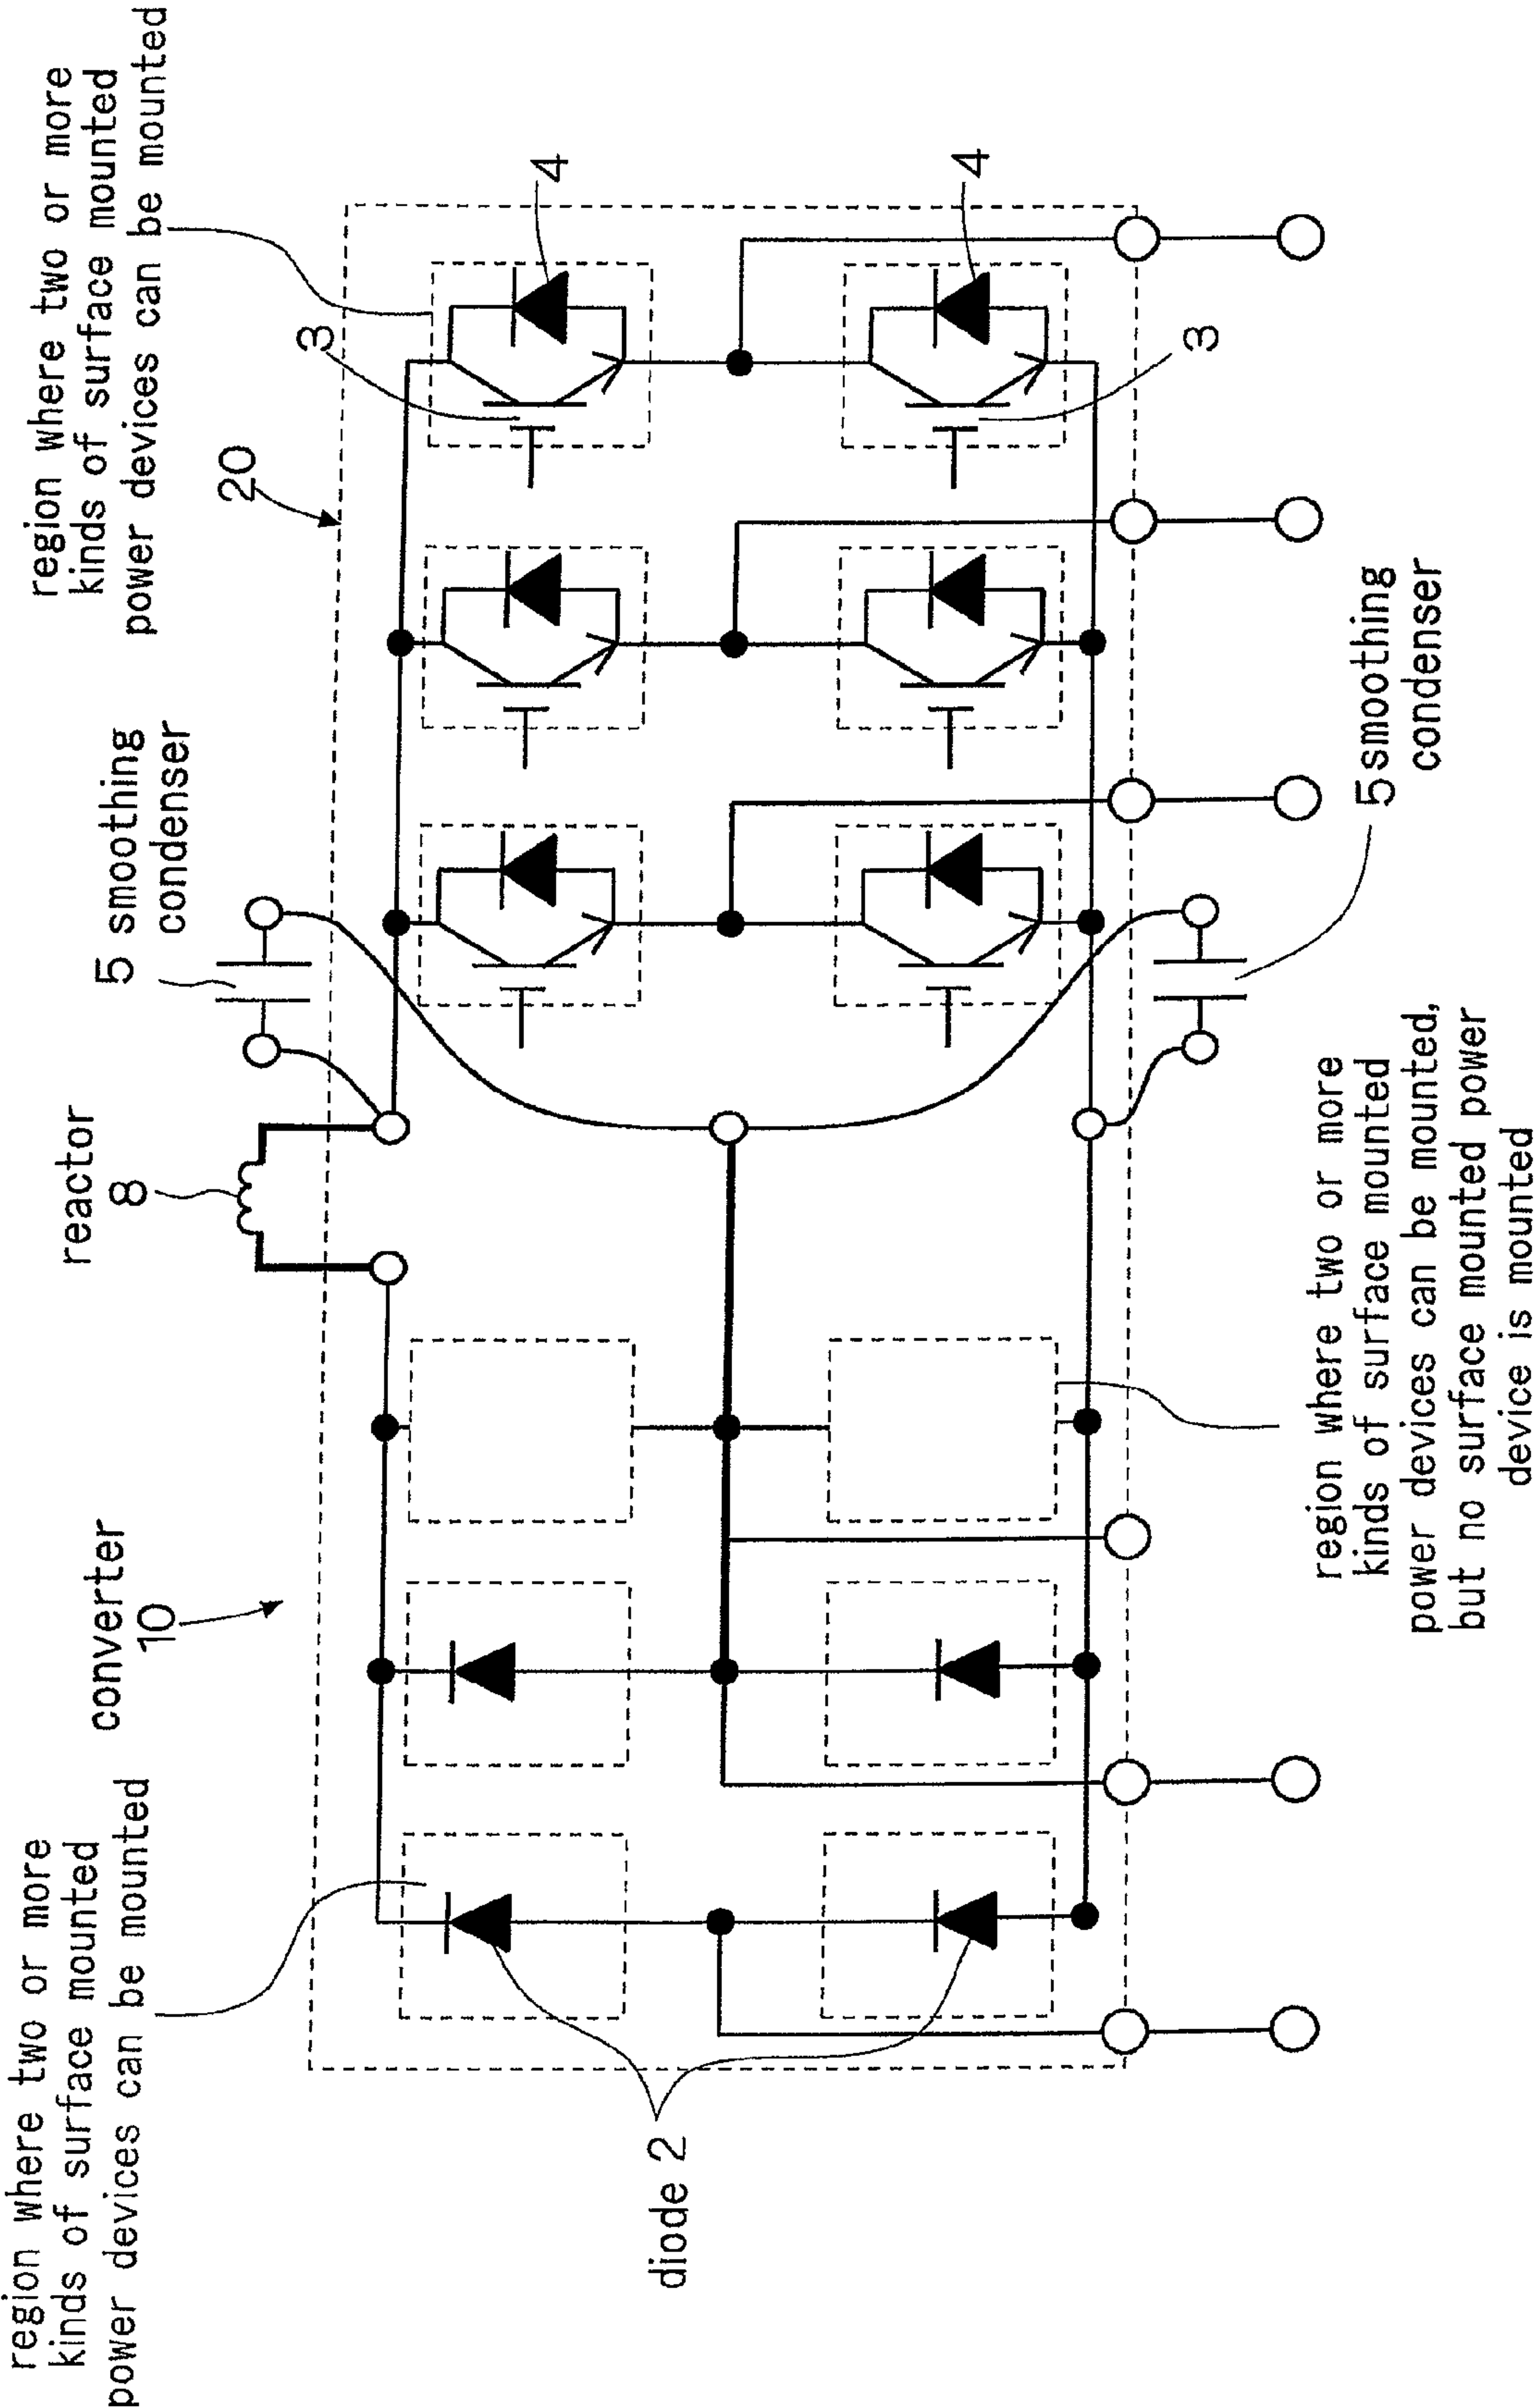 region where two or more
kinds of surface mounted
power devices can be mounted
converter
10
reactor
8
5 smoothing
condenser
20
region where two or more
kinds of surface mounted
power devices can be mounted
3
4
4
3
diode 2
region where two or more
kinds of surface mounted
power devices can be mounted,
but no surface mounted power
device is mounted
5 smoothing
condenser